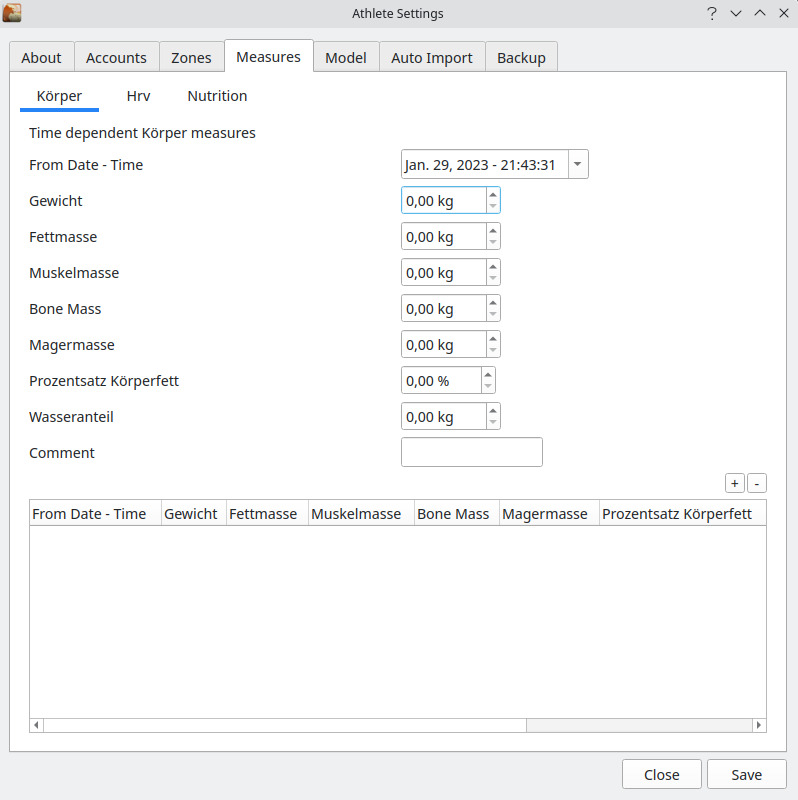 Athlete Settings
?
About Accounts Zones Measures Model Auto Import Backup
Körper Hrv Nutrition
Time dependent Körper measures
From Date - Time Jan. 29, 2023 - 21:43:31
Gewicht 0,00 kg
Fettmasse 0,00 kg
Muskelmasse 0,00 kg
Bone Mass 0,00 kg
Magermasse 0,00 kg
Prozentsatz Körperfett 0,00 %
Wasseranteil 0,00 kg
Comment
+ -
From Date - Time Gewicht Fettmasse Muskelmasse Bone Mass Magermasse Prozentsatz Körperfett
Close Save